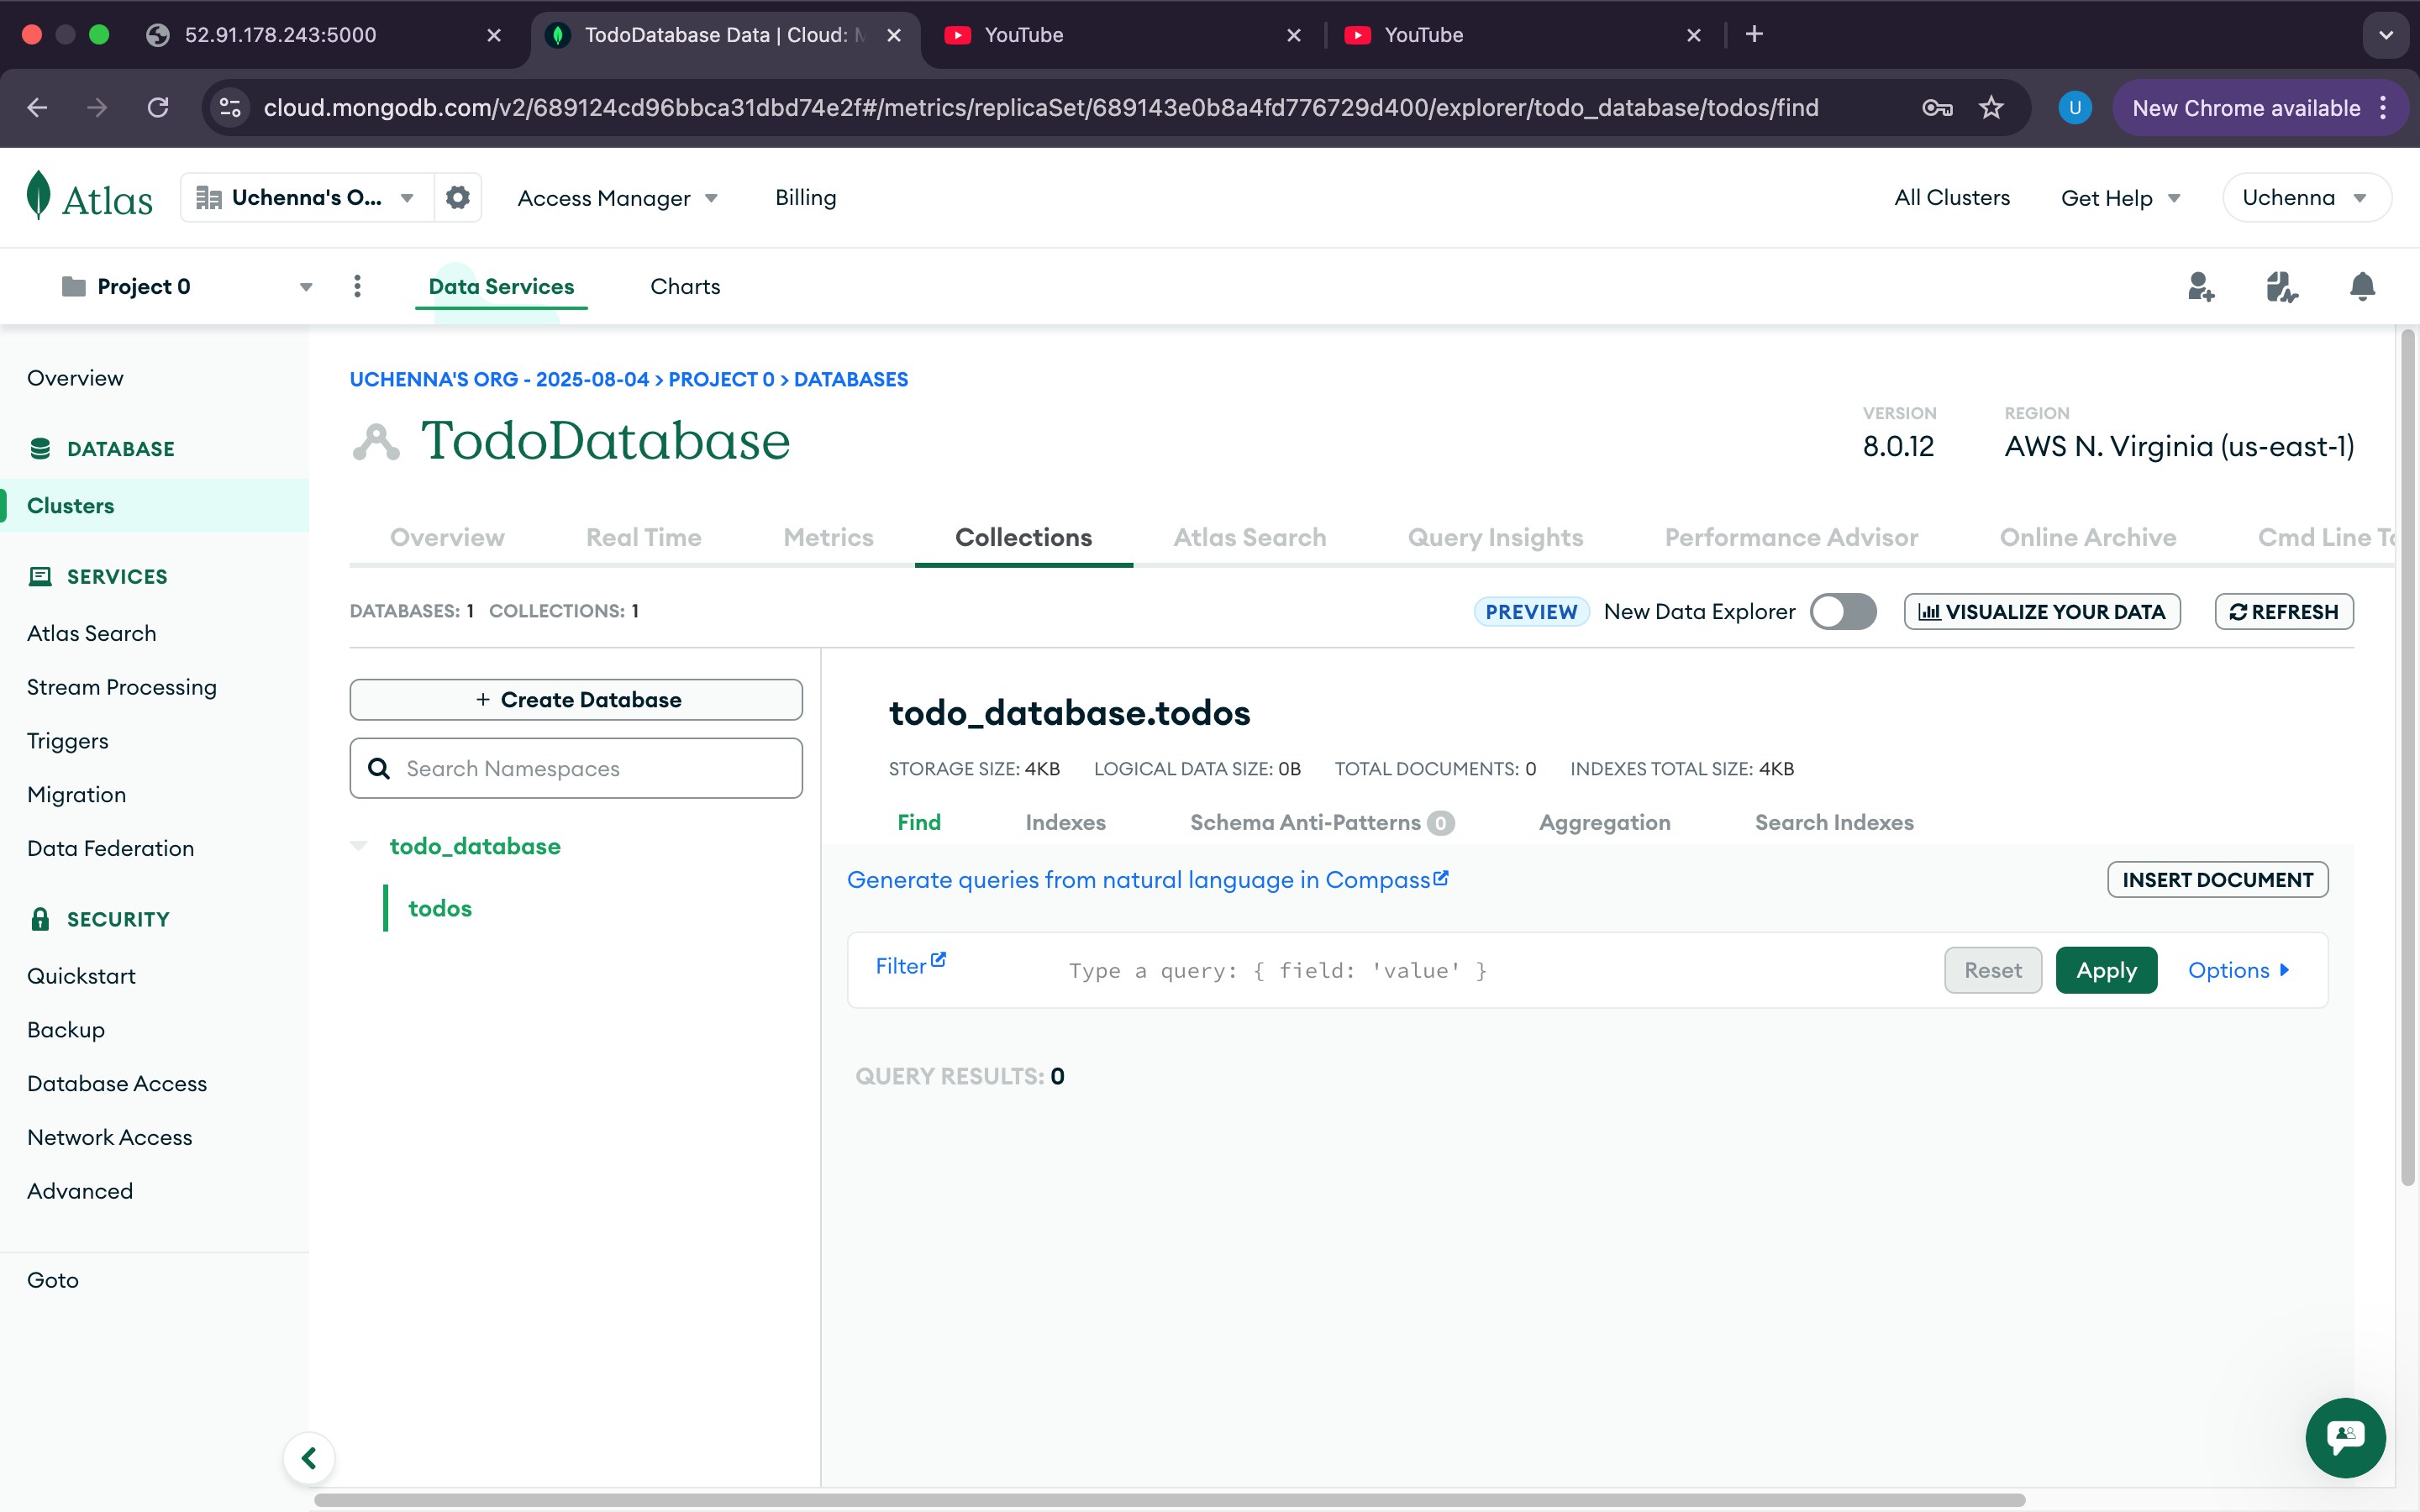 52.91.178.243:5000
TodoDatabase Data | Cloud: M
YouTube
YouTube
cloud.mongodb.com/v2/689124cd96bbca31dbd74e2f#/metrics/replicaSet/689143e0b8a4fd776729d400/explorer/todo_database/todos/find
U
New Chrome available
Atlas
Uchenna's O...
Access Manager
Billing
All Clusters
Get Help
Uchenna
Project 0
Data Services
Charts
Overview
DATABASE
Clusters
SERVICES
Atlas Search
Stream Processing
Triggers
Migration
Data Federation
SECURITY
Quickstart
Backup
Database Access
Network Access
Advanced
Goto
UCHENNA'S ORG - 2025-08-04 > PROJECT 0 > DATABASES
TodoDatabase
VERSION
8.0.12
REGION
AWS N. Virginia (us-east-1)
Overview
Real Time
Metrics
Collections
Atlas Search
Query Insights
Performance Advisor
Online Archive
Cmd Line To
DATABASES: 1 COLLECTIONS: 1
PREVIEW
New Data Explorer
VISUALIZE YOUR DATA
REFRESH
+ Create Database
Search Namespaces
todo_database
todos
todo_database.todos
STORAGE SIZE: 4KB
LOGICAL DATA SIZE: 0B
TOTAL DOCUMENTS: 0
INDEXES TOTAL SIZE: 4KB
Find
Indexes
Schema Anti-Patterns 0
Aggregation
Search Indexes
Generate queries from natural language in Compass
INSERT DOCUMENT
Filter
Type a query: { field: 'value' }
Reset
Apply
Options
QUERY RESULTS: 0